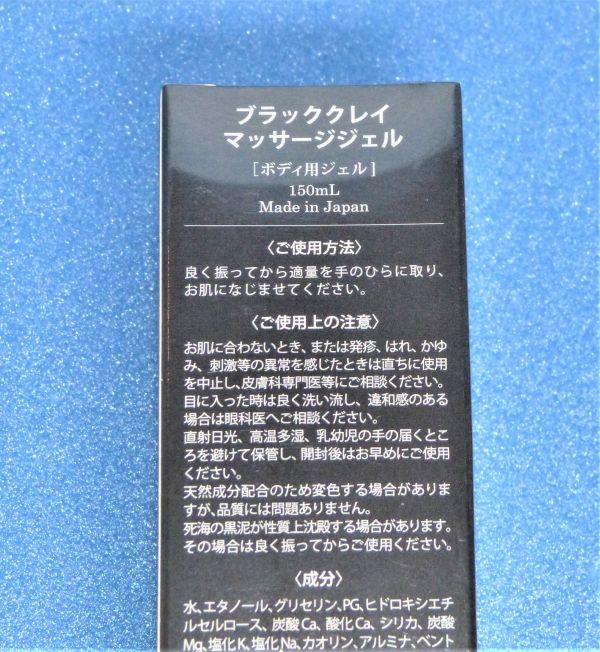 ブラッククレイ
マッサージジェル
[ボディ用ジェル]
150mL
Made in Japan
〈ご使用方法〉
良く振ってから適量を手のひらに取り、
お肌になじませてください。
〈ご使用上の注意〉
お肌に合わないとき、または発疹、はれ、かゆ
み、刺激等の異常を感じたときは直ちに使用
を中止し、皮膚科専門医等にご相談ください。
目に入った時は良く洗い流し、違和感のある
場合は眼科医へご相談ください。
直射日光、高温多湿、乳幼児の手の届くとこ
ろを避けて保管し、開封後はお早めにご使用
ください。
天然成分配合のため変色する場合がありま
すが、品質には問題ありません。
死海の黒泥が性質上沈殿する場合があります。
その場合は良く振ってからご使用ください。
〈成分〉
水、エタノール、グリセリン、PG、ヒドロキシエチ
ルセルロース、炭酸Ca、酸化Ca、シリカ、炭酸
Mg、塩化K、塩化Na、カオリン、アルミナ、ベント